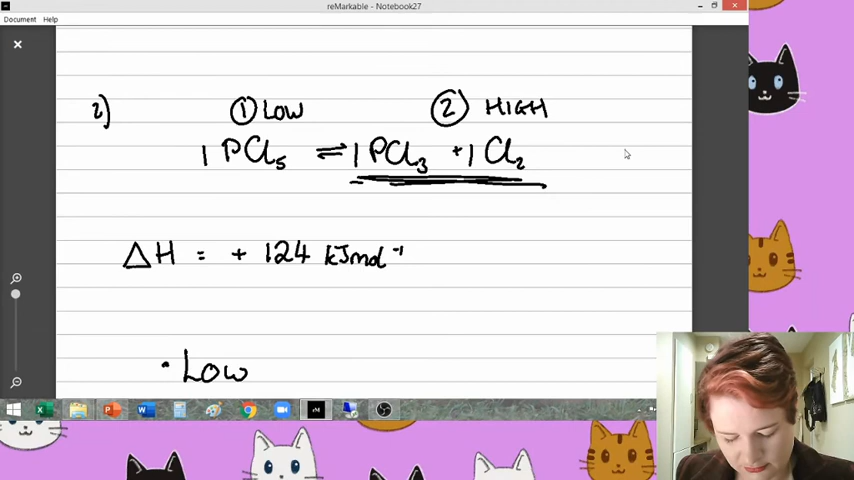 reMarkable - Notebook27
Document Help
2) ① LOW ② HIGH
1 PCl₅ ⇌ 1 PCl₃ + 1 Cl₂
ΔH = + 124 kJmol⁻¹
• Low